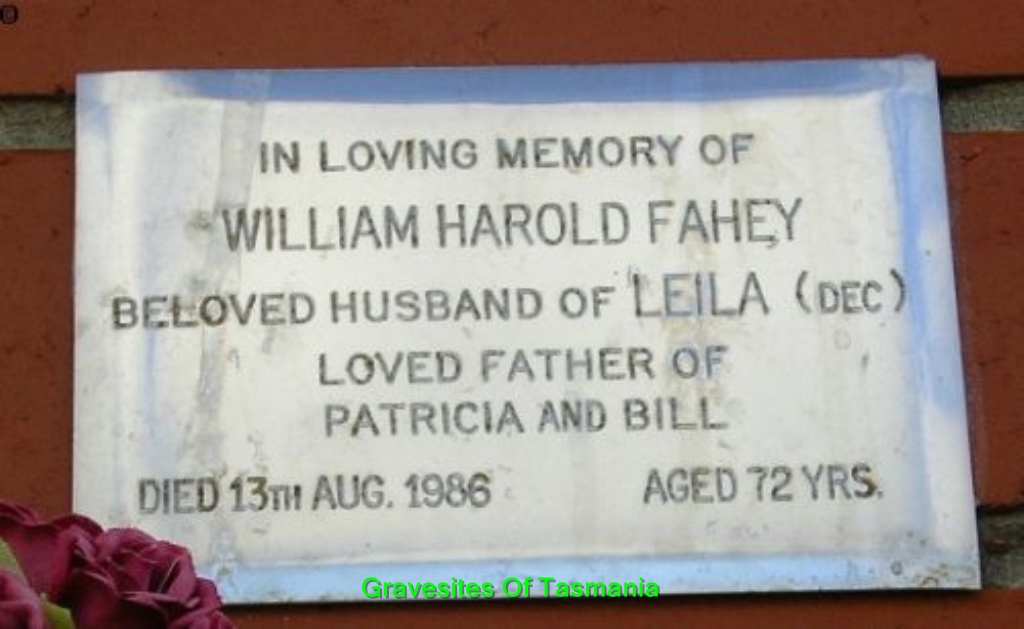 IN LOVING MEMORY OF
WILLIAM HAROLD FAHEY
BELOVED HUSBAND OF LEILA (DEC)
LOVED FATHER OF
PATRICIA AND BILL
DIED 13TH AUG. 1986 AGED 72 YRS.
Gravesites Of Tasmania